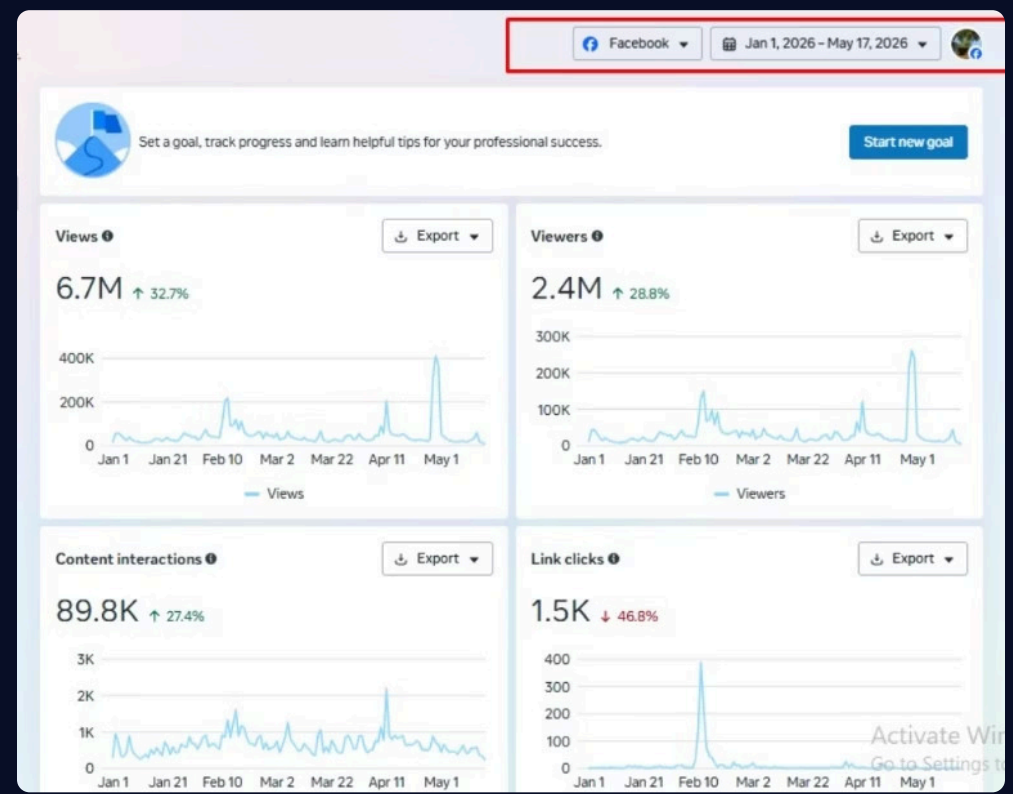 Facebook
Jan 1, 2026 – May 17, 2026
Set a goal, track progress and learn helpful tips for your professional success.
Start new goal
Views
Export
6.7M ↑ 32.7%
400K
200K
0
Jan 1 Jan 21 Feb 10 Mar 2 Mar 22 Apr 11 May 1
Views
Viewers
Export
2.4M ↑ 28.8%
300K
200K
100K
0
Jan 1 Jan 21 Feb 10 Mar 2 Mar 22 Apr 11 May 1
Viewers
Content interactions
Export
89.8K ↑ 27.4%
3K
2K
1K
0
Jan 1 Jan 21 Feb 10 Mar 2 Mar 22 Apr 11 May 1
Link clicks
Export
1.5K ↓ 46.8%
400
300
200
100
0
Jan 1 Jan 21 Feb 10 Mar 2 Mar 22 Apr 11 May 1
Activate Win
Go to Settings to